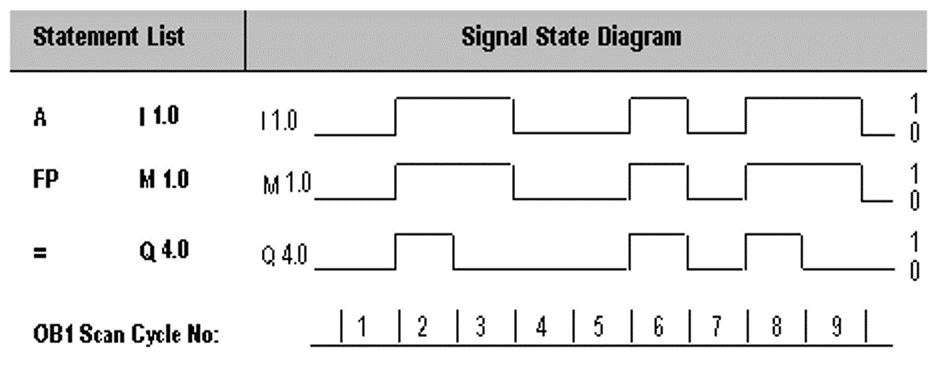 Statement List Signal State Diagram
A I 1.0 I 1.0 1
0
FP M 1.0 M 1.0 1
0
= Q 4.0 Q 4.0 1
0
OB1 Scan Cycle No: 1 2 3 4 5 6 7 8 9